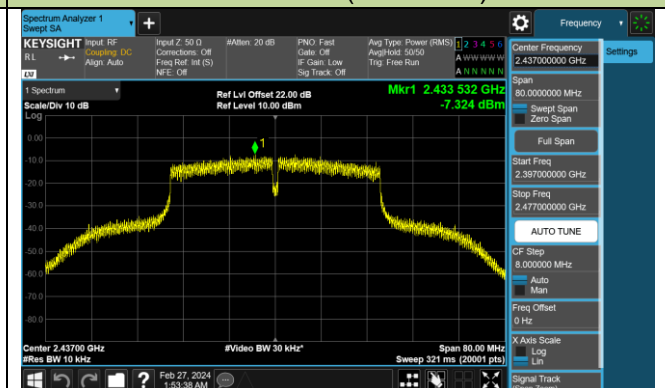 Spectrum Analyzer 1
Swept SA
+
Frequency
KEYSIGHT
RL
Input: RF
Coupling: DC
Align: Auto
Input Z: 50 Ω
Corrections: Off
Freq Ref: Int (S)
NFE: Off
#Atten: 20 dB
PNO: Fast
Gate: Off
IF Gain: Low
Sig Track: Off
Avg Type: Power (RMS)
Avg|Hold: 50/50
Trig: Free Run
1 2 3 4 5 6
A W W W W W
A N N N N N
LXI
1 Spectrum
Scale/Div 10 dB
Log
Ref Lvl Offset 22.00 dB
Ref Level 10.00 dBm
Mkr1 2.433 532 GHz
-7.324 dBm
1
0.00
-10.0
-20.0
-30.0
-40.0
-50.0
-60.0
-70.0
-80.0
Center 2.43700 GHz
#Res BW 10 kHz
#Video BW 30 kHz*
Span 80.00 MHz
Sweep 321 ms (20001 pts)
Feb 27, 2024
1:53:38 AM
Center Frequency
2.437000000 GHz
Settings
Span
80.0000000 MHz
Swept Span
Zero Span
Full Span
Start Freq
2.397000000 GHz
Stop Freq
2.477000000 GHz
AUTO TUNE
CF Step
8.000000 MHz
Auto
Man
Freq Offset
0 Hz
X Axis Scale
Log
Lin
Signal Track